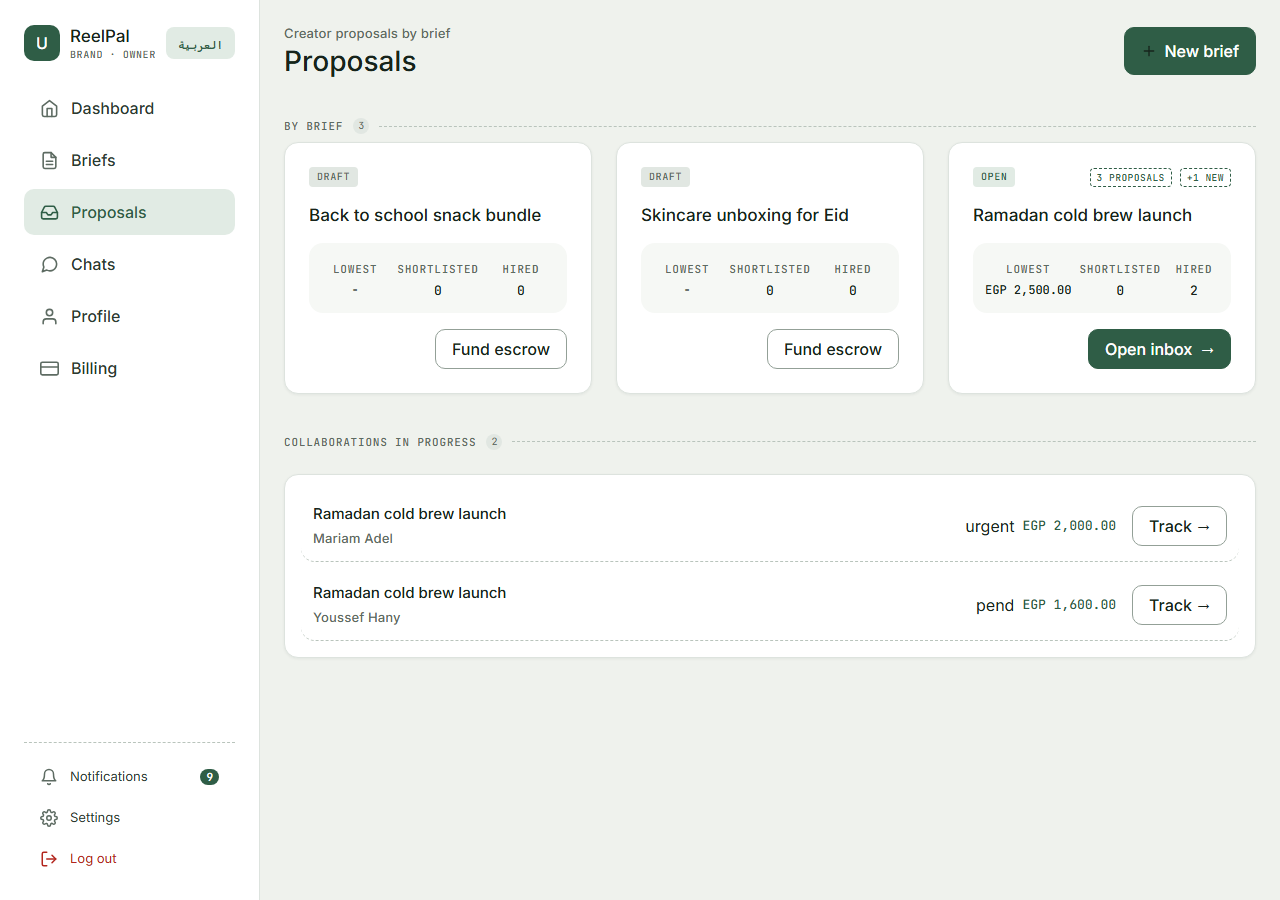 U
ReelPal
BRAND · OWNER
العربية
Dashboard
Briefs
Proposals
Chats
Profile
Billing
Notifications 9
Settings
Log out
Creator proposals by brief
Proposals
+ New brief
BY BRIEF 3
DRAFT
Back to school snack bundle
LOWEST SHORTLISTED HIRED
- 0 0
Fund escrow
DRAFT
Skincare unboxing for Eid
LOWEST SHORTLISTED HIRED
- 0 0
Fund escrow
OPEN 3 PROPOSALS +1 NEW
Ramadan cold brew launch
LOWEST SHORTLISTED HIRED
EGP 2,500.00 0 2
Open inbox →
COLLABORATIONS IN PROGRESS 2
Ramadan cold brew launch
Mariam Adel
urgent EGP 2,000.00 Track →
Ramadan cold brew launch
Youssef Hany
pend EGP 1,600.00 Track →